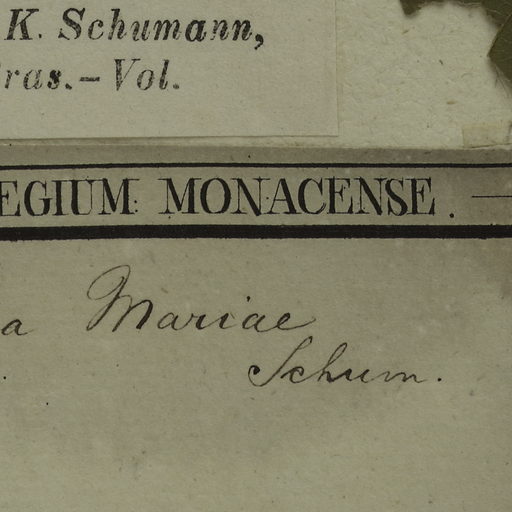 K. Schumann,
ras.—Vol.
EGIUM MONACENSE.
a Mariae
Schum.